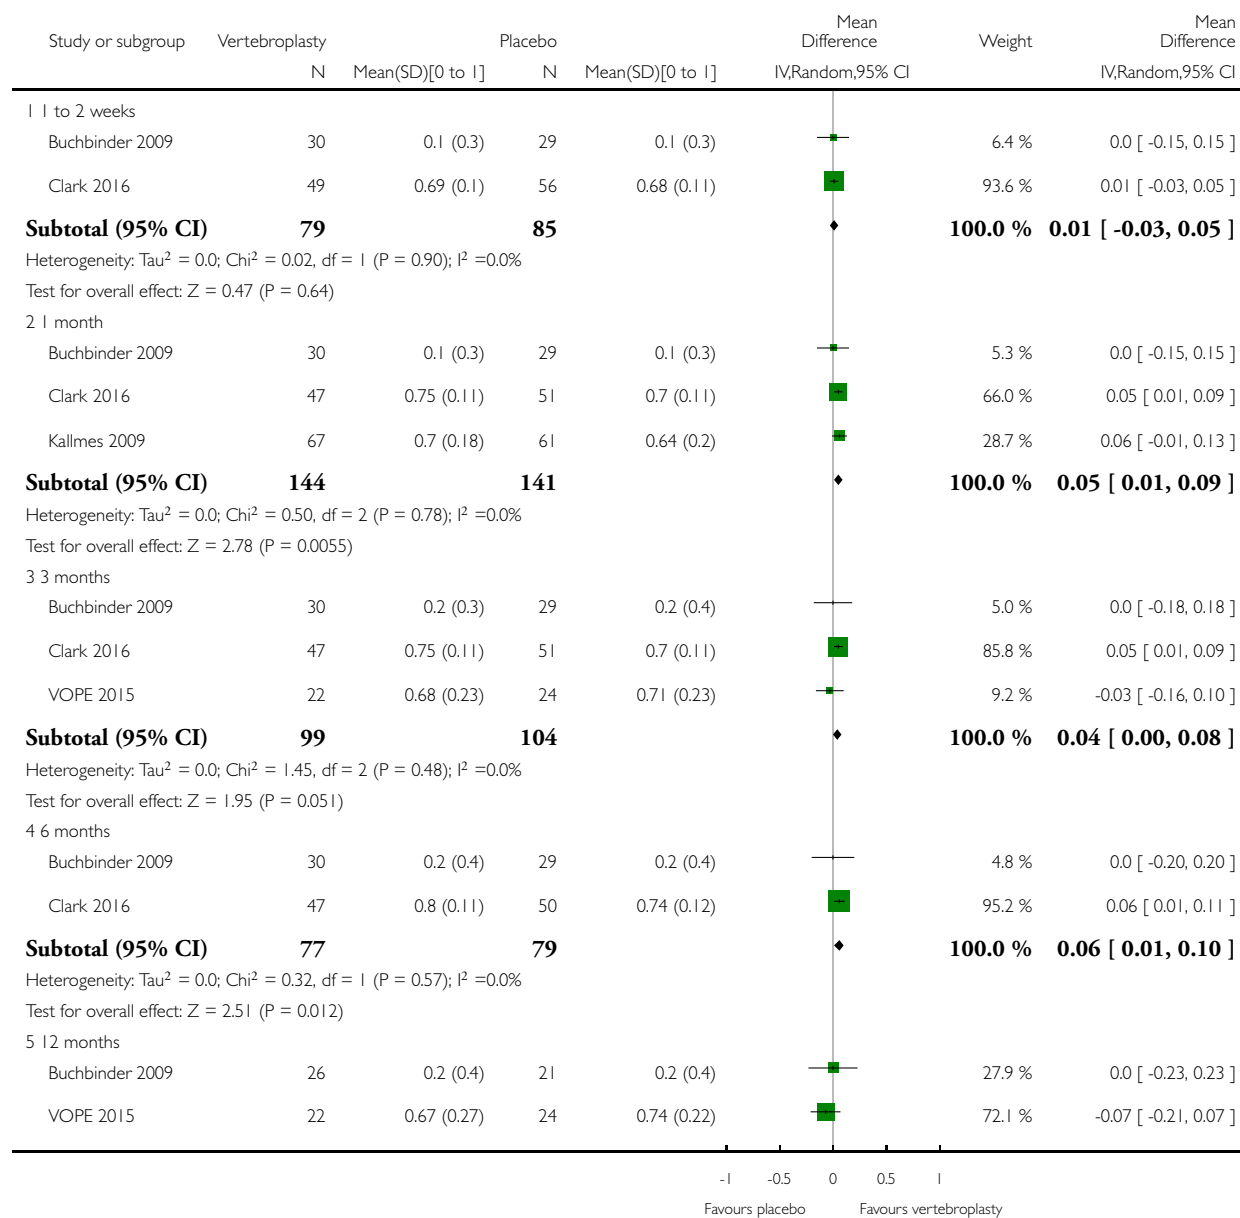 Study or subgroup Vertebroplasty Placebo Mean Difference Weight Mean Difference
N Mean(SD)[0 to 1] N Mean(SD)[0 to 1] IV,Random,95% CI IV,Random,95% CI
1 1 to 2 weeks
Buchbinder 2009 30 0.1 (0.3) 29 0.1 (0.3) 6.4 % 0.0 [ -0.15, 0.15 ]
Clark 2016 49 0.69 (0.1) 56 0.68 (0.11) 93.6 % 0.01 [ -0.03, 0.05 ]
Subtotal (95% CI) 79 85 100.0 % 0.01 [ -0.03, 0.05 ]
Heterogeneity: Tau² = 0.0; Chi² = 0.02, df = 1 (P = 0.90); I² =0.0%
Test for overall effect: Z = 0.47 (P = 0.64)
2 1 month
Buchbinder 2009 30 0.1 (0.3) 29 0.1 (0.3) 5.3 % 0.0 [ -0.15, 0.15 ]
Clark 2016 47 0.75 (0.11) 51 0.7 (0.11) 66.0 % 0.05 [ 0.01, 0.09 ]
Kallmes 2009 67 0.7 (0.18) 61 0.64 (0.2) 28.7 % 0.06 [ -0.01, 0.13 ]
Subtotal (95% CI) 144 141 100.0 % 0.05 [ 0.01, 0.09 ]
Heterogeneity: Tau² = 0.0; Chi² = 0.50, df = 2 (P = 0.78); I² =0.0%
Test for overall effect: Z = 2.78 (P = 0.0055)
3 3 months
Buchbinder 2009 30 0.2 (0.3) 29 0.2 (0.4) 5.0 % 0.0 [ -0.18, 0.18 ]
Clark 2016 47 0.75 (0.11) 51 0.7 (0.11) 85.8 % 0.05 [ 0.01, 0.09 ]
VOPE 2015 22 0.68 (0.23) 24 0.71 (0.23) 9.2 % -0.03 [ -0.16, 0.10 ]
Subtotal (95% CI) 99 104 100.0 % 0.04 [ 0.00, 0.08 ]
Heterogeneity: Tau² = 0.0; Chi² = 1.45, df = 2 (P = 0.48); I² =0.0%
Test for overall effect: Z = 1.95 (P = 0.051)
4 6 months
Buchbinder 2009 30 0.2 (0.4) 29 0.2 (0.4) 4.8 % 0.0 [ -0.20, 0.20 ]
Clark 2016 47 0.8 (0.11) 50 0.74 (0.12) 95.2 % 0.06 [ 0.01, 0.11 ]
Subtotal (95% CI) 77 79 100.0 % 0.06 [ 0.01, 0.10 ]
Heterogeneity: Tau² = 0.0; Chi² = 0.32, df = 1 (P = 0.57); I² =0.0%
Test for overall effect: Z = 2.51 (P = 0.012)
5 12 months
Buchbinder 2009 26 0.2 (0.4) 21 0.2 (0.4) 27.9 % 0.0 [ -0.23, 0.23 ]
VOPE 2015 22 0.67 (0.27) 24 0.74 (0.22) 72.1 % -0.07 [ -0.21, 0.07 ]
-1 -0.5 0 0.5 1
Favours placebo Favours vertebroplasty